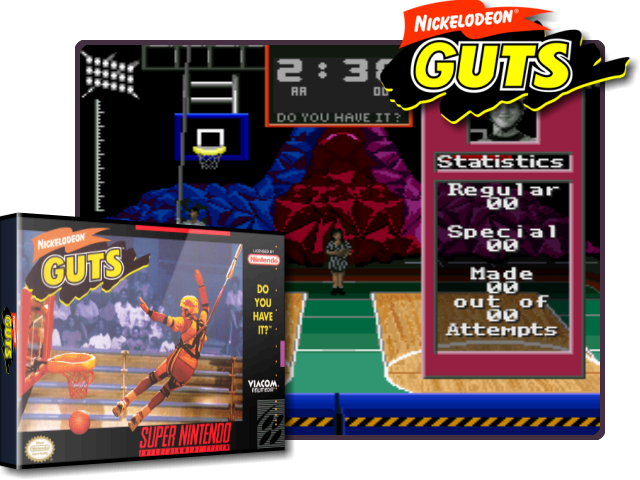 NICKELODEON®
GUTS
2:30
AA
DO YOU HAVE IT?
Statistics
Regular
00
Special
00
Made
00
out of
00
Attempts
NICKELODEON
GUTS
LICENSED BY
Nintendo
DO
YOU
HAVE
IT?
VIACOM
SUPER NINTENDO
ENTERTAINMENT SYSTEM
GUTS